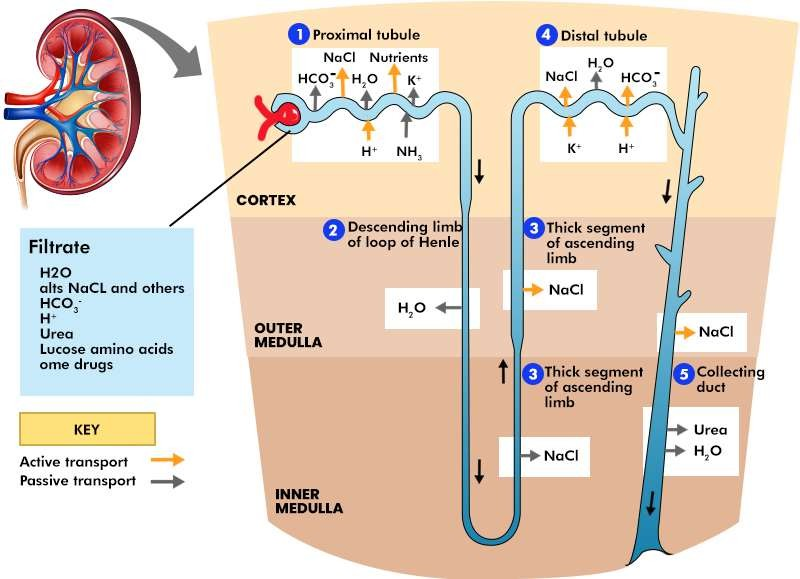 1 Proximal tubule
NaCl Nutrients
HCO3- H2O K+
H+ NH3
4 Distal tubule
H2O
NaCl HCO3-
K+ H+
CORTEX
2 Descending limb
of loop of Henle
3 Thick segment
of ascending
limb
Filtrate
H2O
alts NaCL and others
HCO3-
H+
Urea
Lucose amino acids
ome drugs
H2O
NaCl
OUTER
MEDULLA
NaCl
3 Thick segment
of ascending
limb
5 Collecting
duct
KEY
Active transport
Passive transport
NaCl
Urea
H2O
INNER
MEDULLA